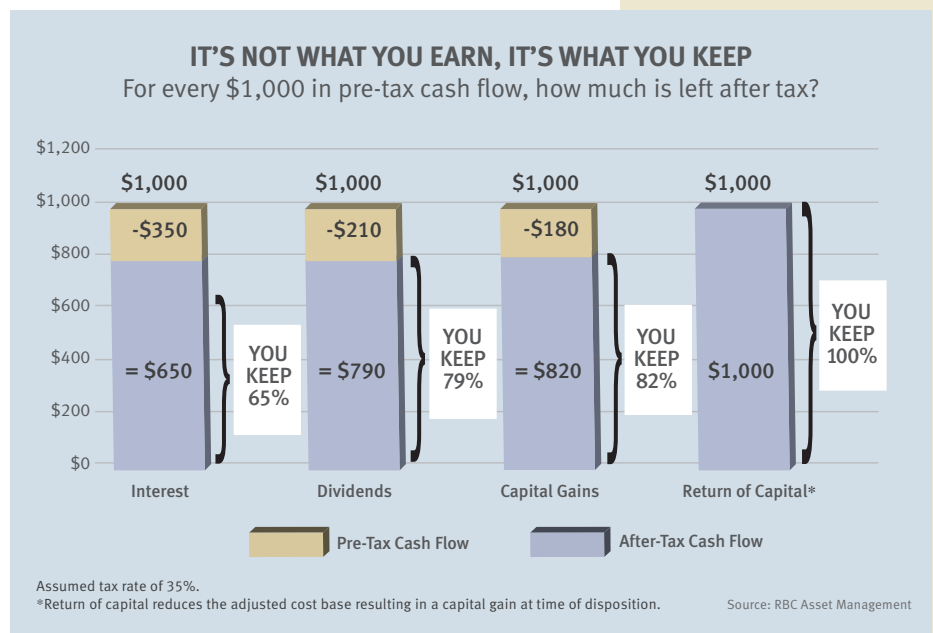 IT'S NOT WHAT YOU EARN, IT'S WHAT YOU KEEP
For every $1,000 in pre-tax cash flow, how much is left after tax?
$1,200
$1,000
$800
$600
$400
$200
$0
$1,000
-$350
= $650
YOU
KEEP
65%
Interest
$1,000
-$210
= $790
YOU
KEEP
79%
Dividends
$1,000
-$180
= $820
YOU
KEEP
82%
Capital Gains
$1,000
$1,000
YOU
KEEP
100%
Return of Capital*
Pre-Tax Cash Flow
After-Tax Cash Flow
Assumed tax rate of 35%.
*Return of capital reduces the adjusted cost base resulting in a capital gain at time of disposition.
Source: RBC Asset Management